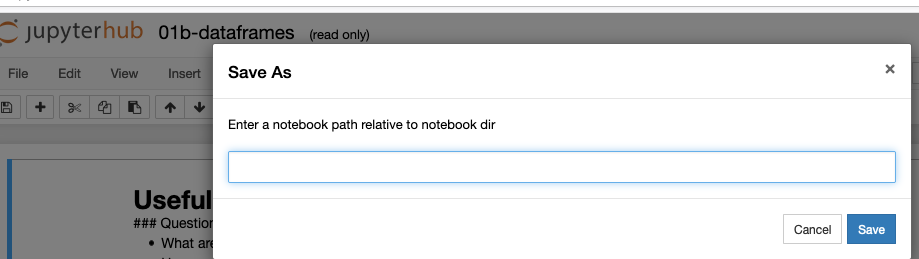 jupyterhub 01b-dataframes (read only)
File Edit View Insert
Save As
×
Enter a notebook path relative to notebook dir
Useful
### Question
• What are
Cancel Save